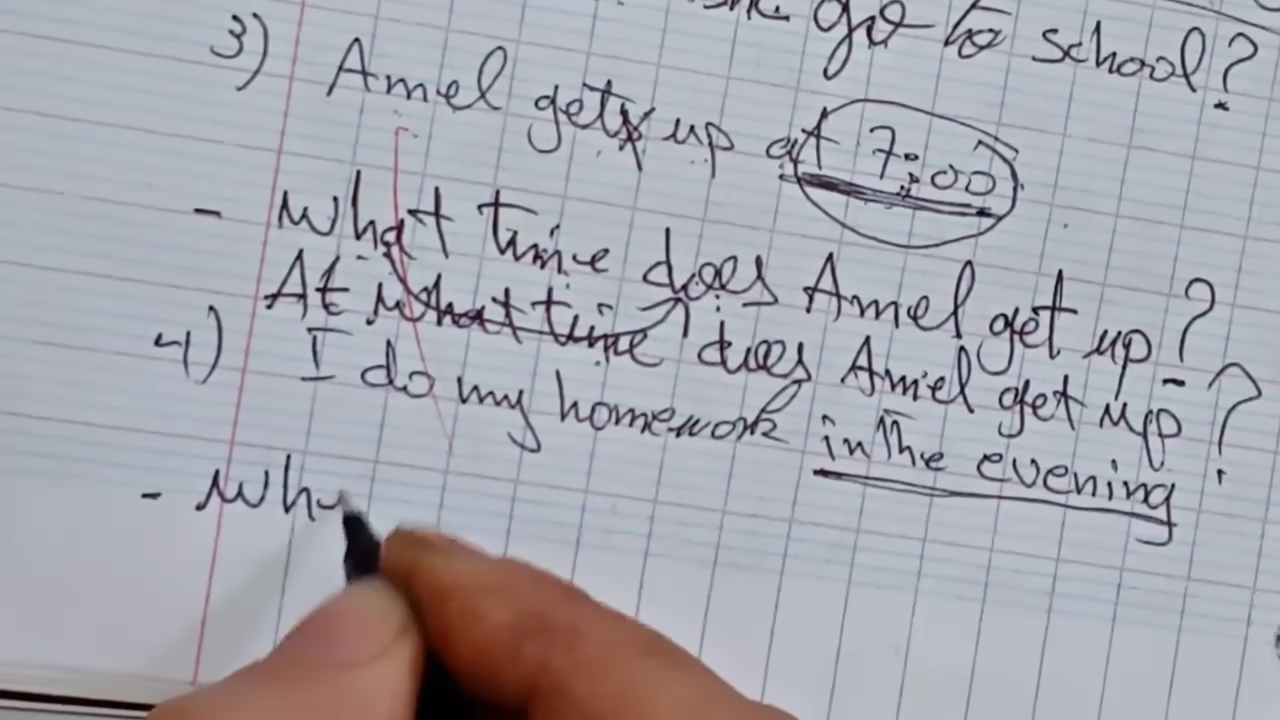 go to school?
3) Amel gets up at 7:00
- What time does Amel get up?
At what time does Amel get up?
4) I do my homework in the evening
- Whe